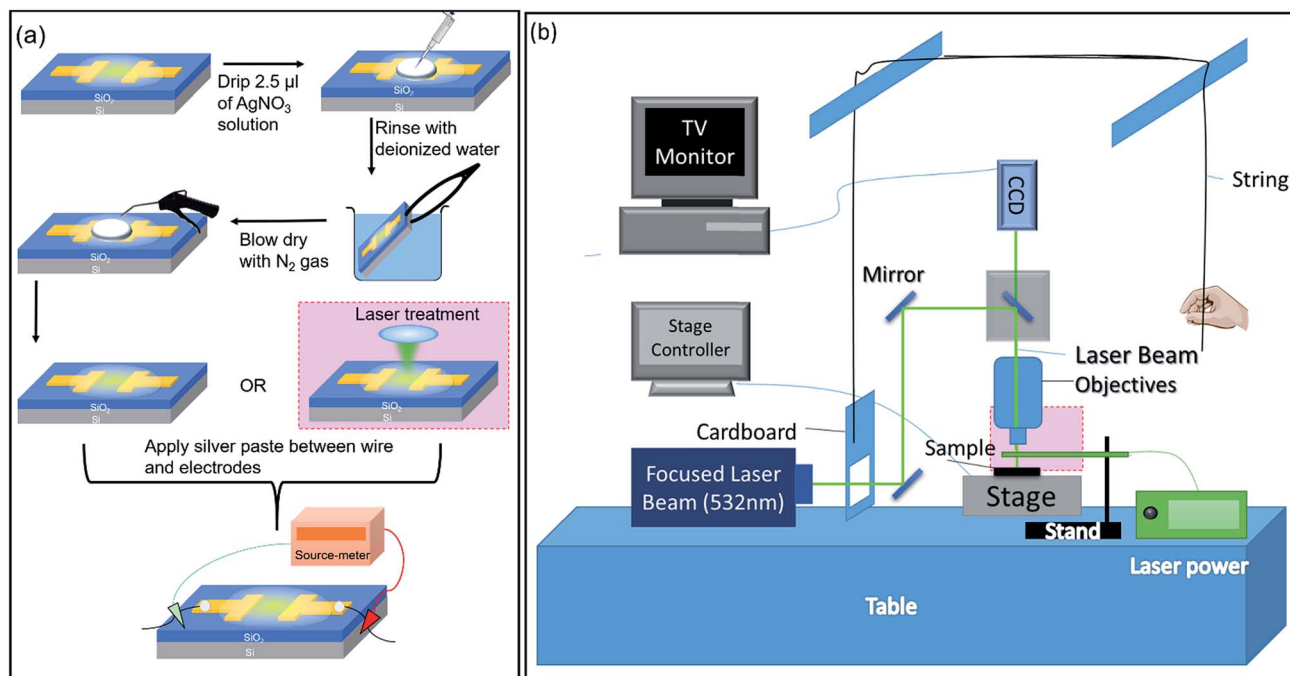 (a)
SiO₂
Si
Drip 2.5 µl
of AgNO₃
solution
SiO₂
Si
Rinse with
deionized water
SiO₂
Si
Blow dry
with N₂ gas
SiO₂
Si
OR
Laser treatment
SiO₂
Si
Apply silver paste between wire
and electrodes
Source-meter
SiO₂
Si
(b)
TV
Monitor
CCD
String
Mirror
Stage
Controller
Laser Beam
Objectives
Cardboard
Sample
Focused Laser
Beam (532nm)
Stage
Stand
Laser power
Table